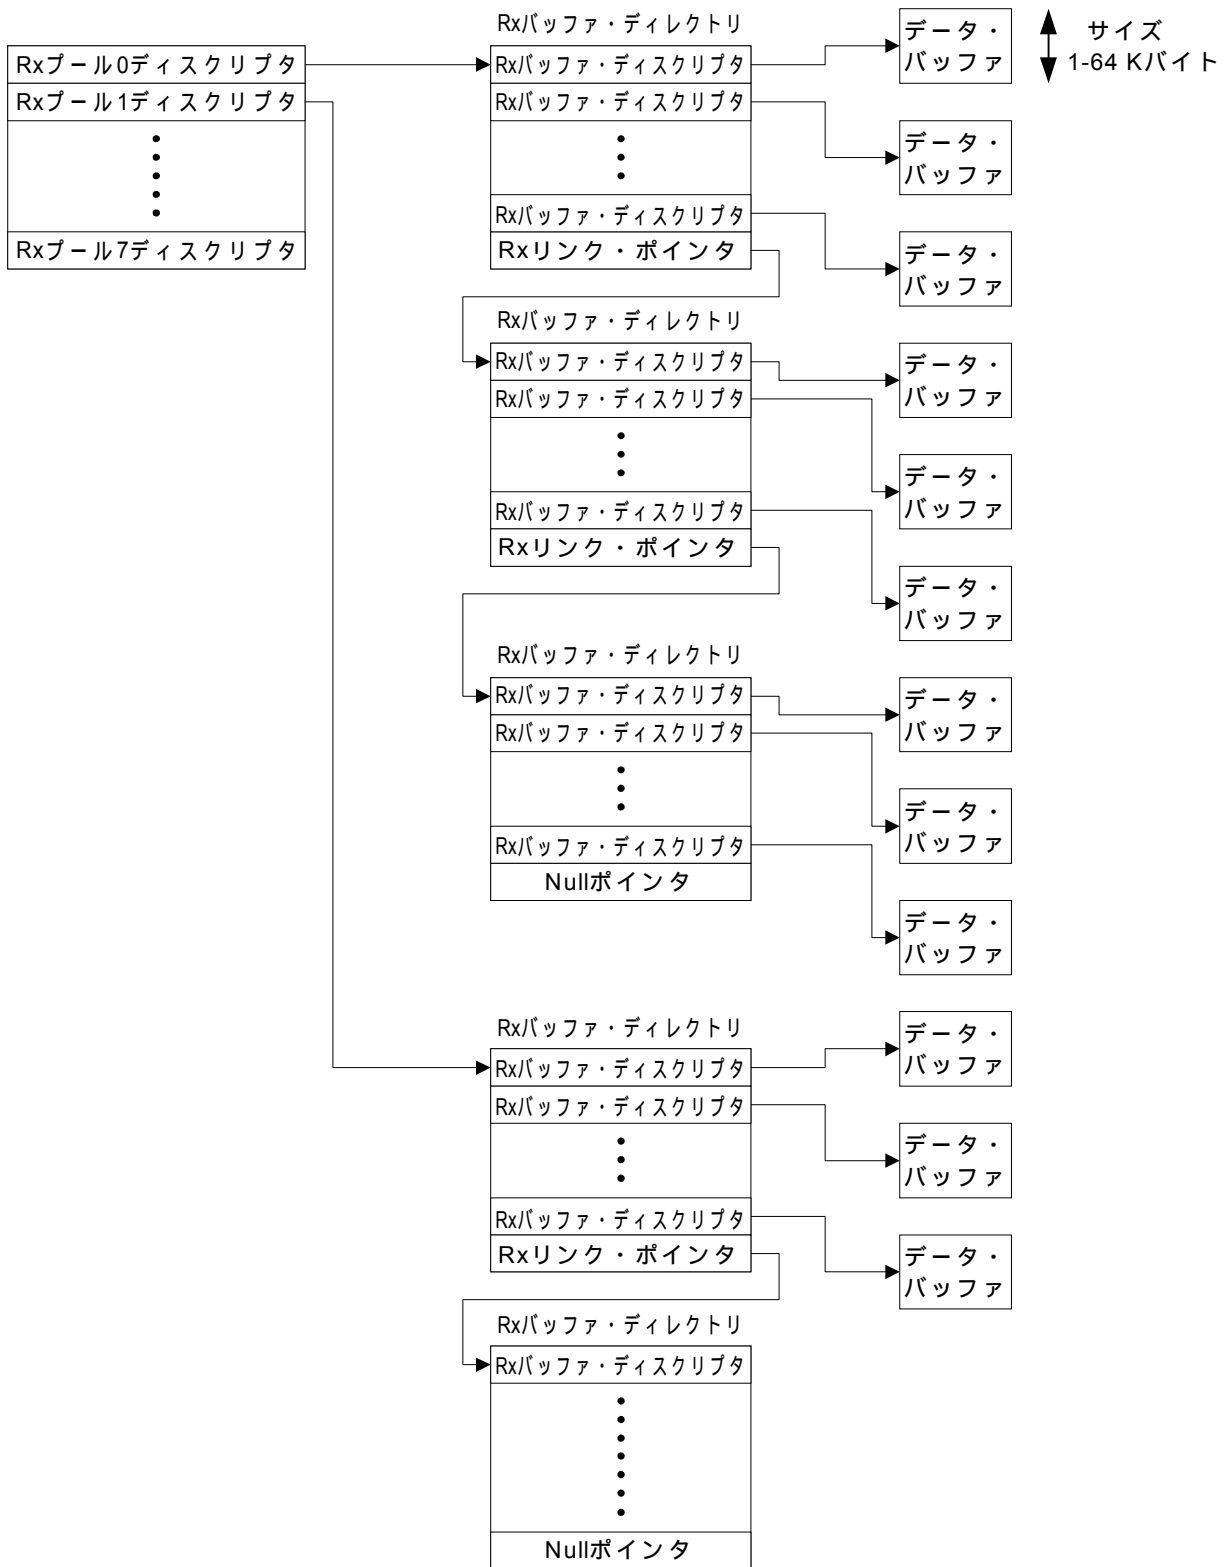 Rxプール0ディスクリプタ
Rxプール1ディスクリプタ
Rxプール7ディスクリプタ
Rxバッファ・ディレクトリ
Rxバッファ・ディスクリプタ
Rxバッファ・ディスクリプタ
Rxバッファ・ディスクリプタ
Rxリンク・ポインタ
データ・
バッファ
サイズ
1-64 Kバイト
データ・
バッファ
データ・
バッファ
Rxバッファ・ディレクトリ
Rxバッファ・ディスクリプタ
Rxバッファ・ディスクリプタ
Rxバッファ・ディスクリプタ
Rxリンク・ポインタ
データ・
バッファ
データ・
バッファ
データ・
バッファ
Rxバッファ・ディレクトリ
Rxバッファ・ディスクリプタ
Rxバッファ・ディスクリプタ
Rxバッファ・ディスクリプタ
Nullポインタ
データ・
バッファ
データ・
バッファ
データ・
バッファ
Rxバッファ・ディレクトリ
Rxバッファ・ディスクリプタ
Rxバッファ・ディスクリプタ
Rxバッファ・ディスクリプタ
Rxリンク・ポインタ
データ・
バッファ
データ・
バッファ
データ・
バッファ
Rxバッファ・ディレクトリ
Rxバッファ・ディスクリプタ
Nullポインタ